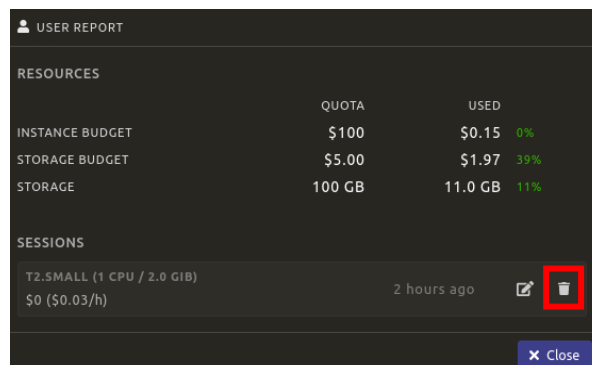 USER REPORT
RESOURCES
QUOTA USED
INSTANCE BUDGET $100 $0.15 0%
STORAGE BUDGET $5.00 $1.97 39%
STORAGE 100 GB 11.0 GB 11%
SESSIONS
T2.SMALL (1 CPU / 2.0 GIB)
2 hours ago
$0 ($0.03/h)
Close